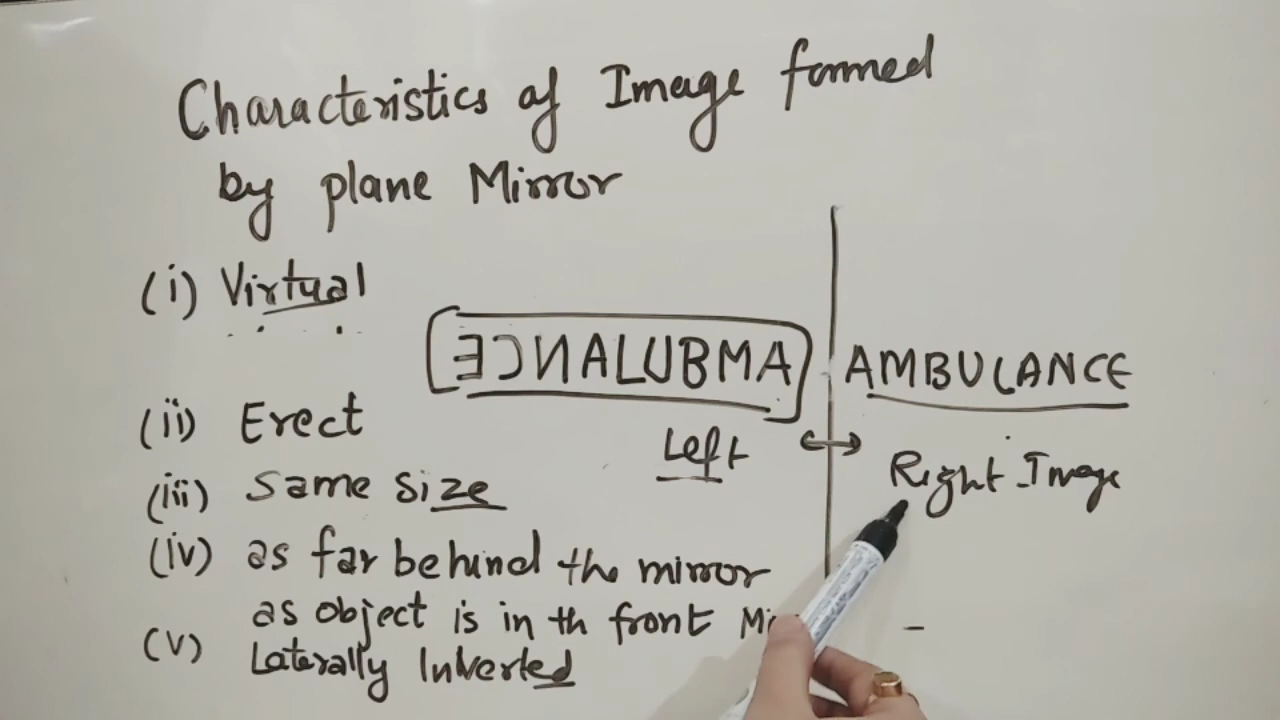 Characteristics of Image formed
by plane Mirror
(i) Virtual
ƎƆNALUBMA AMBULANCE
(ii) Erect
Left Right Image
(iii) Same size
(iv) as far behind the mirror
as object is in th front
(v) Laterally Inverted